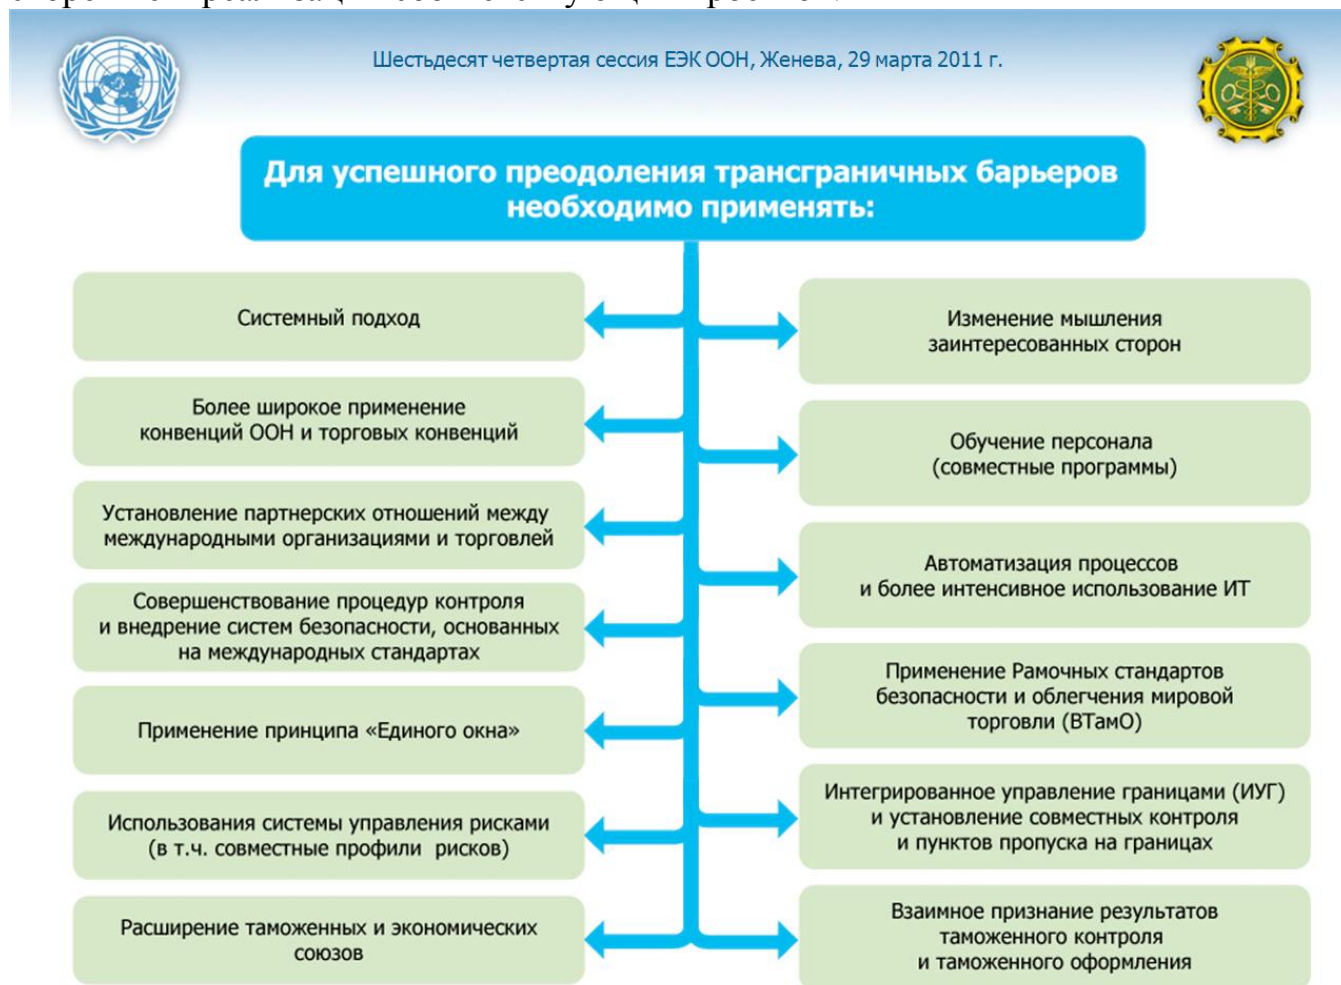 Шестьдесят четвертая сессия ЕЭК ООН, Женева, 29 марта 2011 г.
Для успешного преодоления трансграничных барьеров
необходимо применять:
Системный подход
Более широкое применение
конвенций ООН и торговых конвенций
Установление партнерских отношений между
международными организациями и торговлей
Совершенствование процедур контроля
и внедрение систем безопасности, основанных
на международных стандартах
Применение принципа «Единого окна»
Использования системы управления рисками
(в т.ч. совместные профили рисков)
Расширение таможенных и экономических
союзов
Изменение мышления
заинтересованных сторон
Обучение персонала
(совместные программы)
Автоматизация процессов
и более интенсивное использование ИТ
Применение Рамочных стандартов
безопасности и облегчения мировой
торговли (ВТамО)
Интегрированное управление границами (ИУГ)
и установление совместных контроля
и пунктов пропуска на границах
Взаимное признание результатов
таможенного контроля
и таможенного оформления